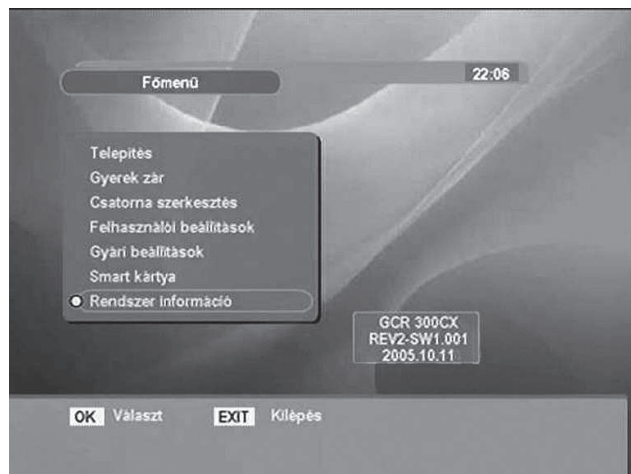 Főmenü
22:06
Telepítés
Gyerek zár
Csatorna szerkesztés
Felhasználói beállítások
Gyári beállítások
Smart kártya
Rendszer Információ
GCR 300CX
REV2-SW1.001
2005.10.11
OK Választ EXIT Kilépés